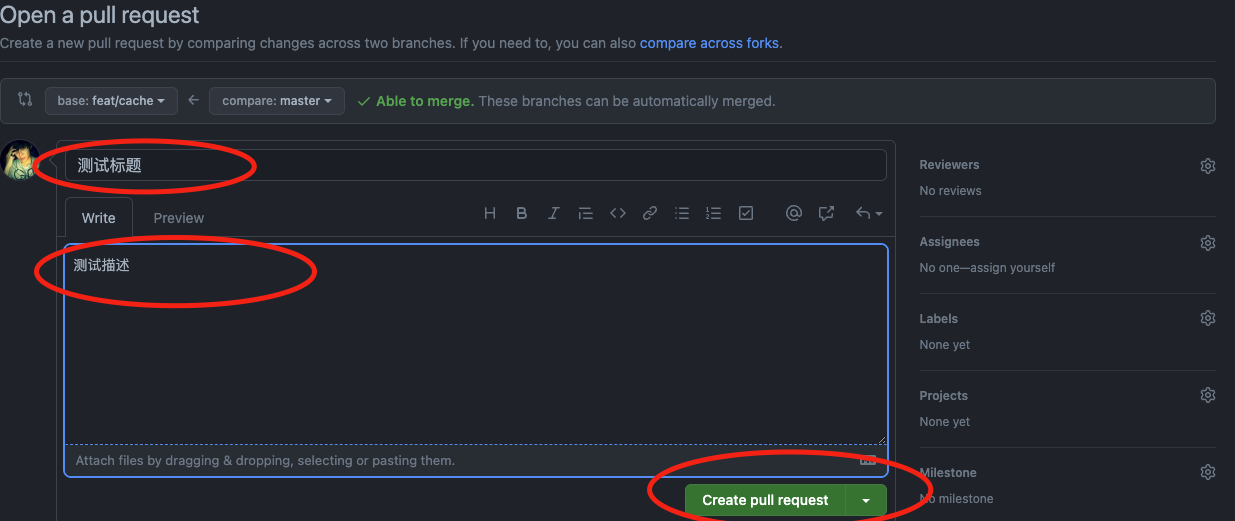 Open a pull request
Create a new pull request by comparing changes across two branches. If you need to, you can also compare across forks.
base: feat/cache
compare: master
Able to merge. These branches can be automatically merged.
测试标题
Write
Preview
测试描述
Attach files by dragging & dropping, selecting or pasting them.
Create pull request
Reviewers
No reviews
Assignees
No one—assign yourself
Labels
None yet
Projects
None yet
Milestone
No milestone